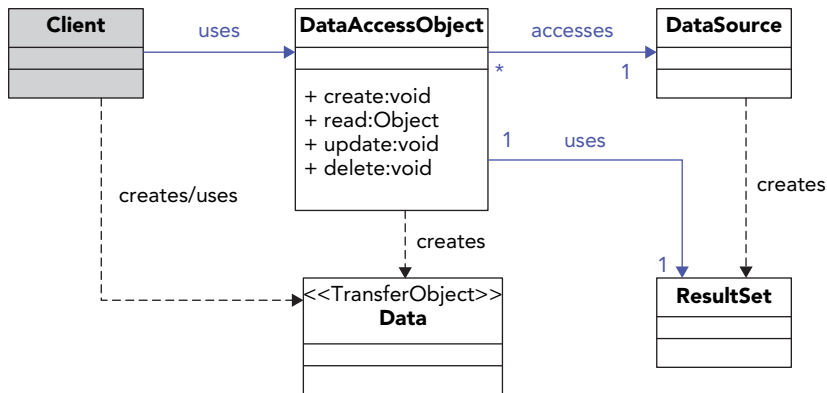 Client
uses
DataAccessObject
accesses
DataSource
*
1
+ create:void
+ read:Object
+ update:void
+ delete:void
1
uses
creates
creates/uses
creates
1
<<TransferObject>>
Data
ResultSet